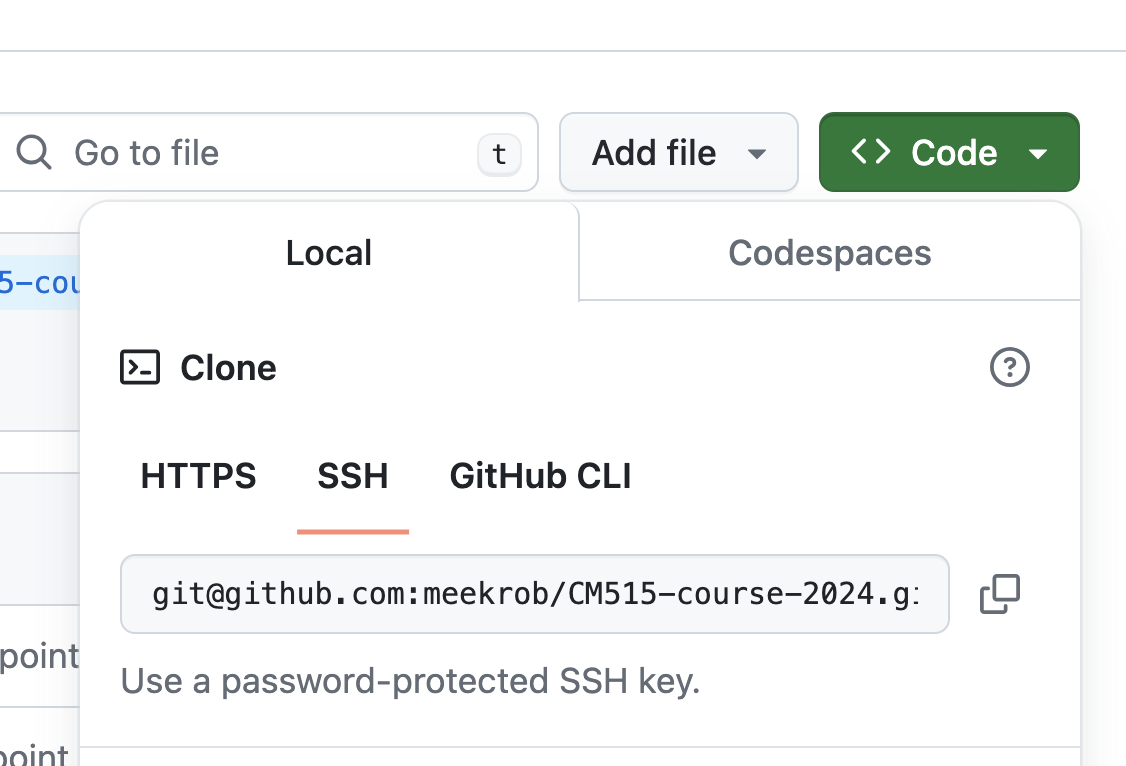 Go to file t Add file Code
Local Codespaces
5-cou
Clone
HTTPS SSH GitHub CLI
git@github.com:meekrob/CM515-course-2024.gi
point
Use a password-protected SSH key.
point